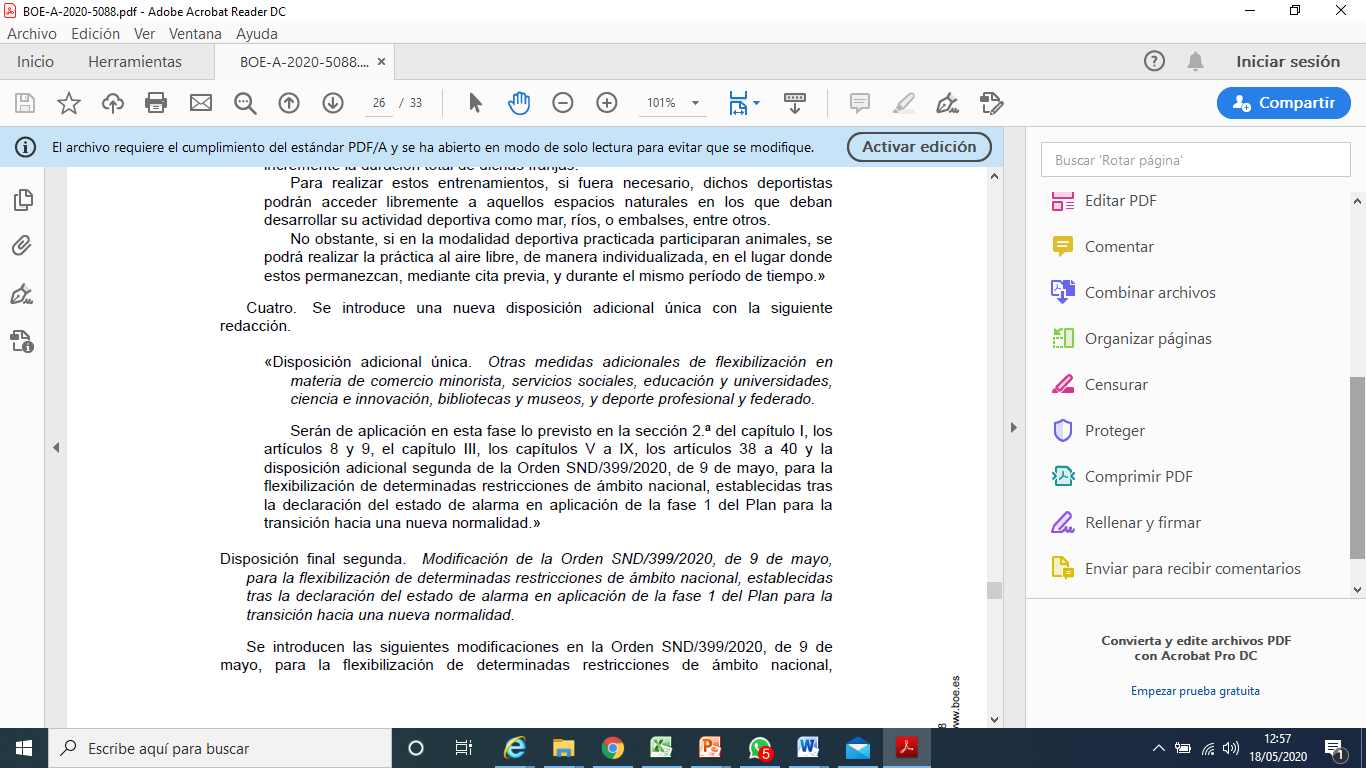 BOE-A-2020-5088.pdf - Adobe Acrobat Reader DC
Archivo Edición Ver Ventana Ayuda
Inicio Herramientas BOE-A-2020-5088.... × Iniciar sesión
26 / 33 101% Compartir
El archivo requiere el cumplimiento del estándar PDF/A y se ha abierto en modo de solo lectura para evitar que se modifique. Activar edición
incremente la duración total de dichas franjas.
Para realizar estos entrenamientos, si fuera necesario, dichos deportistas
podrán acceder libremente a aquellos espacios naturales en los que deban
desarrollar su actividad deportiva como mar, ríos, o embalses, entre otros.
No obstante, si en la modalidad deportiva practicada participaran animales, se
podrá realizar la práctica al aire libre, de manera individualizada, en el lugar donde
estos permanezcan, mediante cita previa, y durante el mismo período de tiempo.»
Cuatro. Se introduce una nueva disposición adicional única con la siguiente
redacción.
«Disposición adicional única. Otras medidas adicionales de flexibilización en
materia de comercio minorista, servicios sociales, educación y universidades,
ciencia e innovación, bibliotecas y museos, y deporte profesional y federado.
Serán de aplicación en esta fase lo previsto en la sección 2.ª del capítulo I, los
artículos 8 y 9, el capítulo III, los capítulos V a IX, los artículos 38 a 40 y la
disposición adicional segunda de la Orden SND/399/2020, de 9 de mayo, para la
flexibilización de determinadas restricciones de ámbito nacional, establecidas tras
la declaración del estado de alarma en aplicación de la fase 1 del Plan para la
transición hacia una nueva normalidad.»
Disposición final segunda. Modificación de la Orden SND/399/2020, de 9 de mayo,
para la flexibilización de determinadas restricciones de ámbito nacional, establecidas
tras la declaración del estado de alarma en aplicación de la fase 1 del Plan para la
transición hacia una nueva normalidad.
Se introducen las siguientes modificaciones en la Orden SND/399/2020, de 9 de
mayo, para la flexibilización de determinadas restricciones de ámbito nacional,
8
www.boe.es
Buscar 'Rotar página'
Editar PDF
Comentar
Combinar archivos
Organizar páginas
Censurar
Proteger
Comprimir PDF
Rellenar y firmar
Enviar para recibir comentarios
Convierta y edite archivos PDF
con Acrobat Pro DC
Empezar prueba gratuita
Escribe aquí para buscar
5
12:57
18/05/2020
1